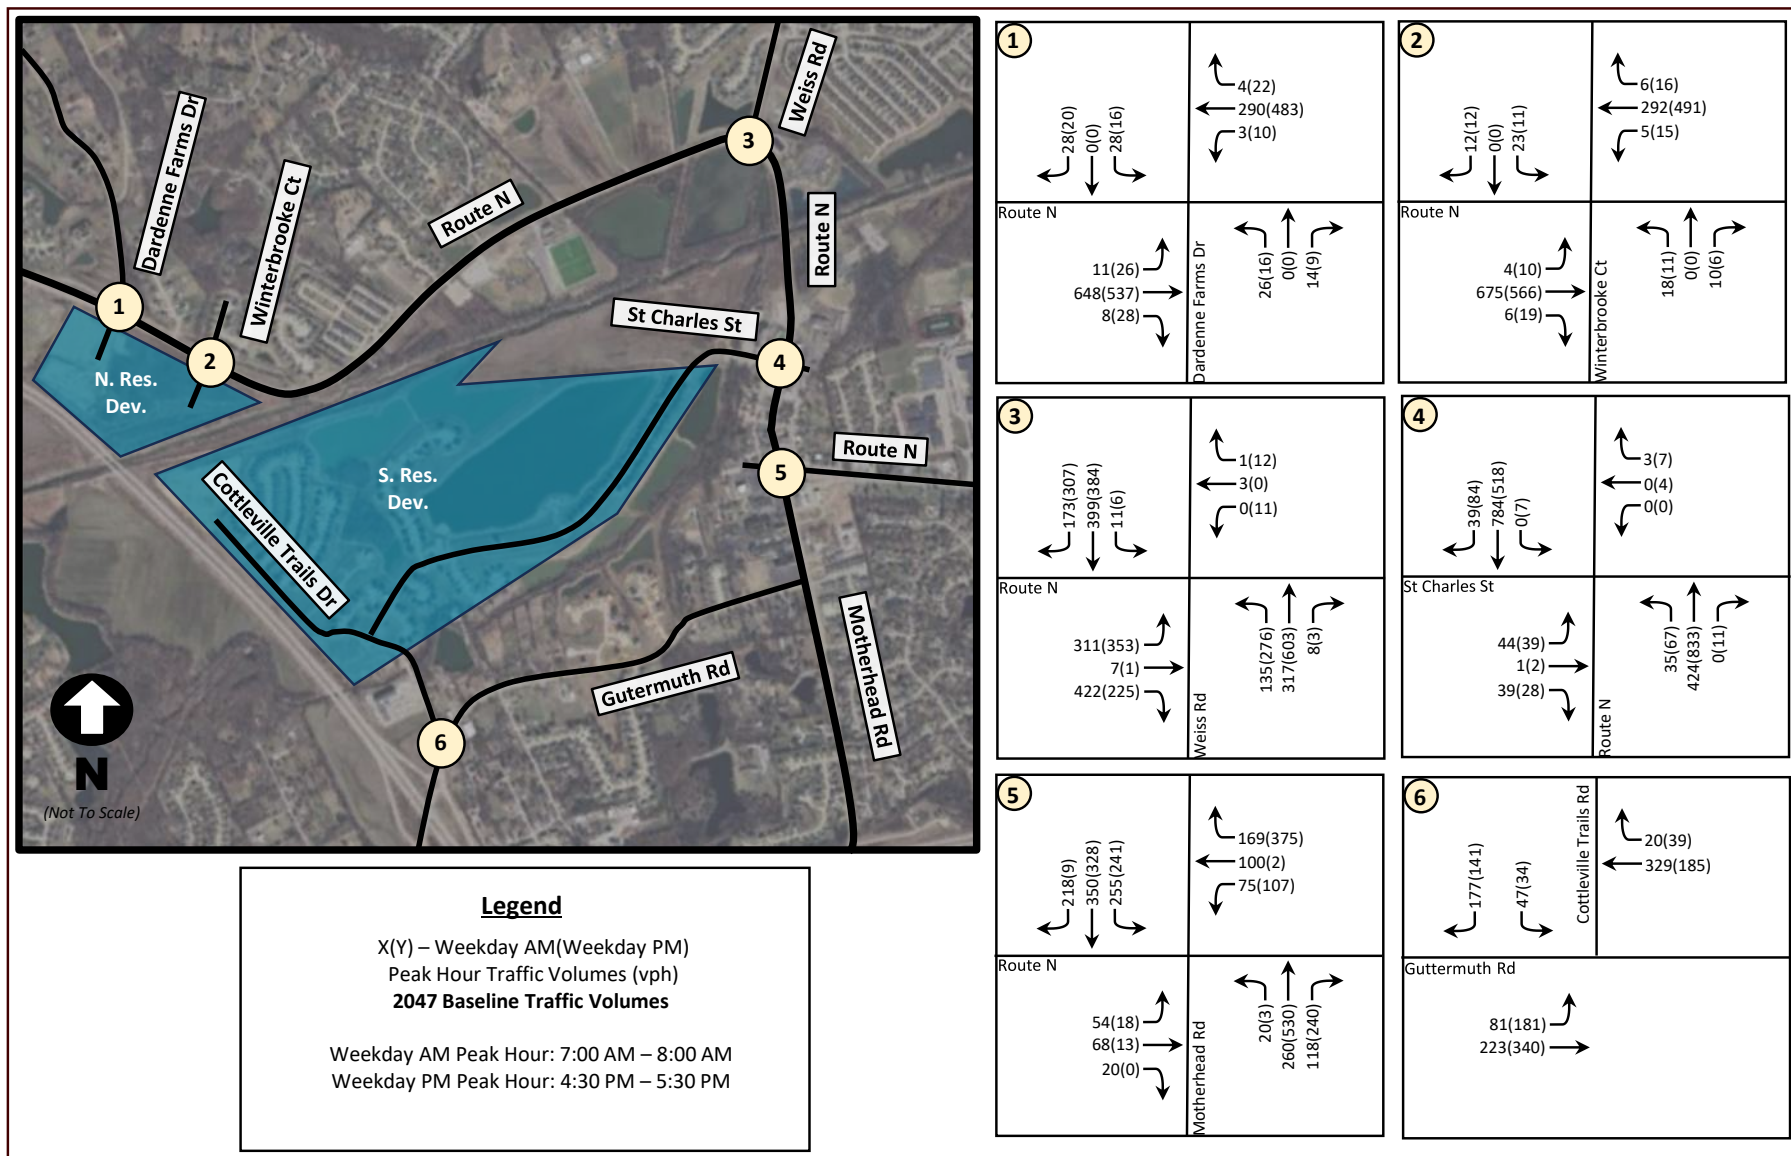 Weiss Rd
Dardenne Farms Dr
Winterbrooke Ct
Route N
Route N
St Charles St
Route N
Cottleville Trails Dr
Gutermuth Rd
Motherhead Rd
N. Res.
Dev.
S. Res.
Dev.
1
2
3
4
5
6
N
(Not To Scale)
Legend
X(Y) – Weekday AM(Weekday PM)
Peak Hour Traffic Volumes (vph)
2047 Baseline Traffic Volumes
Weekday AM Peak Hour: 7:00 AM – 8:00 AM
Weekday PM Peak Hour: 4:30 PM – 5:30 PM
1
28(20)
0(0)
28(16)
4(22)
290(483)
3(10)
Route N
11(26)
648(537)
8(28)
Dardenne Farms Dr
26(16)
0(0)
14(9)
2
12(12)
0(0)
23(11)
6(16)
292(491)
5(15)
Route N
4(10)
675(566)
6(19)
Winterbrooke Ct
18(11)
0(0)
10(6)
3
173(307)
399(384)
11(6)
1(12)
3(0)
0(11)
Route N
311(353)
7(1)
422(225)
Weiss Rd
135(276)
317(603)
8(3)
4
39(84)
784(518)
0(7)
3(7)
0(4)
0(0)
St Charles St
44(39)
1(2)
39(28)
Route N
35(67)
424(833)
0(11)
5
218(9)
350(328)
255(241)
169(375)
100(2)
75(107)
Route N
54(18)
68(13)
20(0)
Motherhead Rd
20(3)
260(530)
118(240)
6
177(141)
47(34)
Cottleville Trails Rd
20(39)
329(185)
Guttermuth Rd
81(181)
223(340)